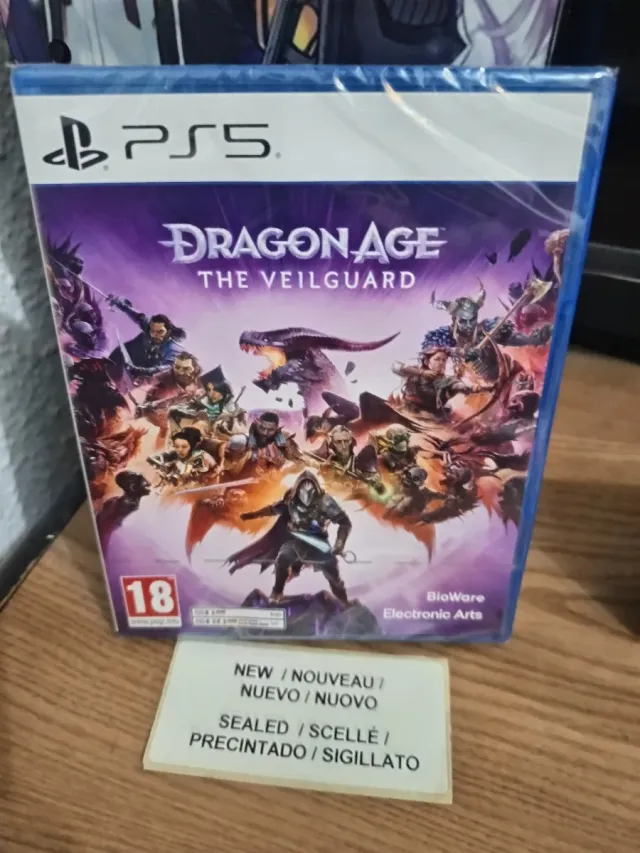 PS5
DRAGON AGE
THE VEILGUARD
18
www.pegi.info
BioWare
Electronic Arts
NEW / NOUVEAU /
NUEVO / NUOVO
SEALED / SCELLÉ /
PRECINTADO / SIGILLATO